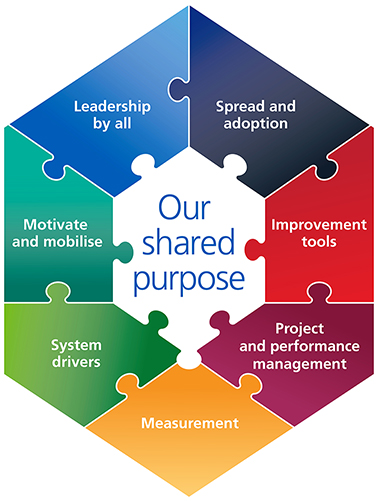 Leadership
by all
Spread and
adoption
Motivate
and mobilise
Our
shared
purpose
Improvement
tools
System
drivers
Project
and performance
management
Measurement